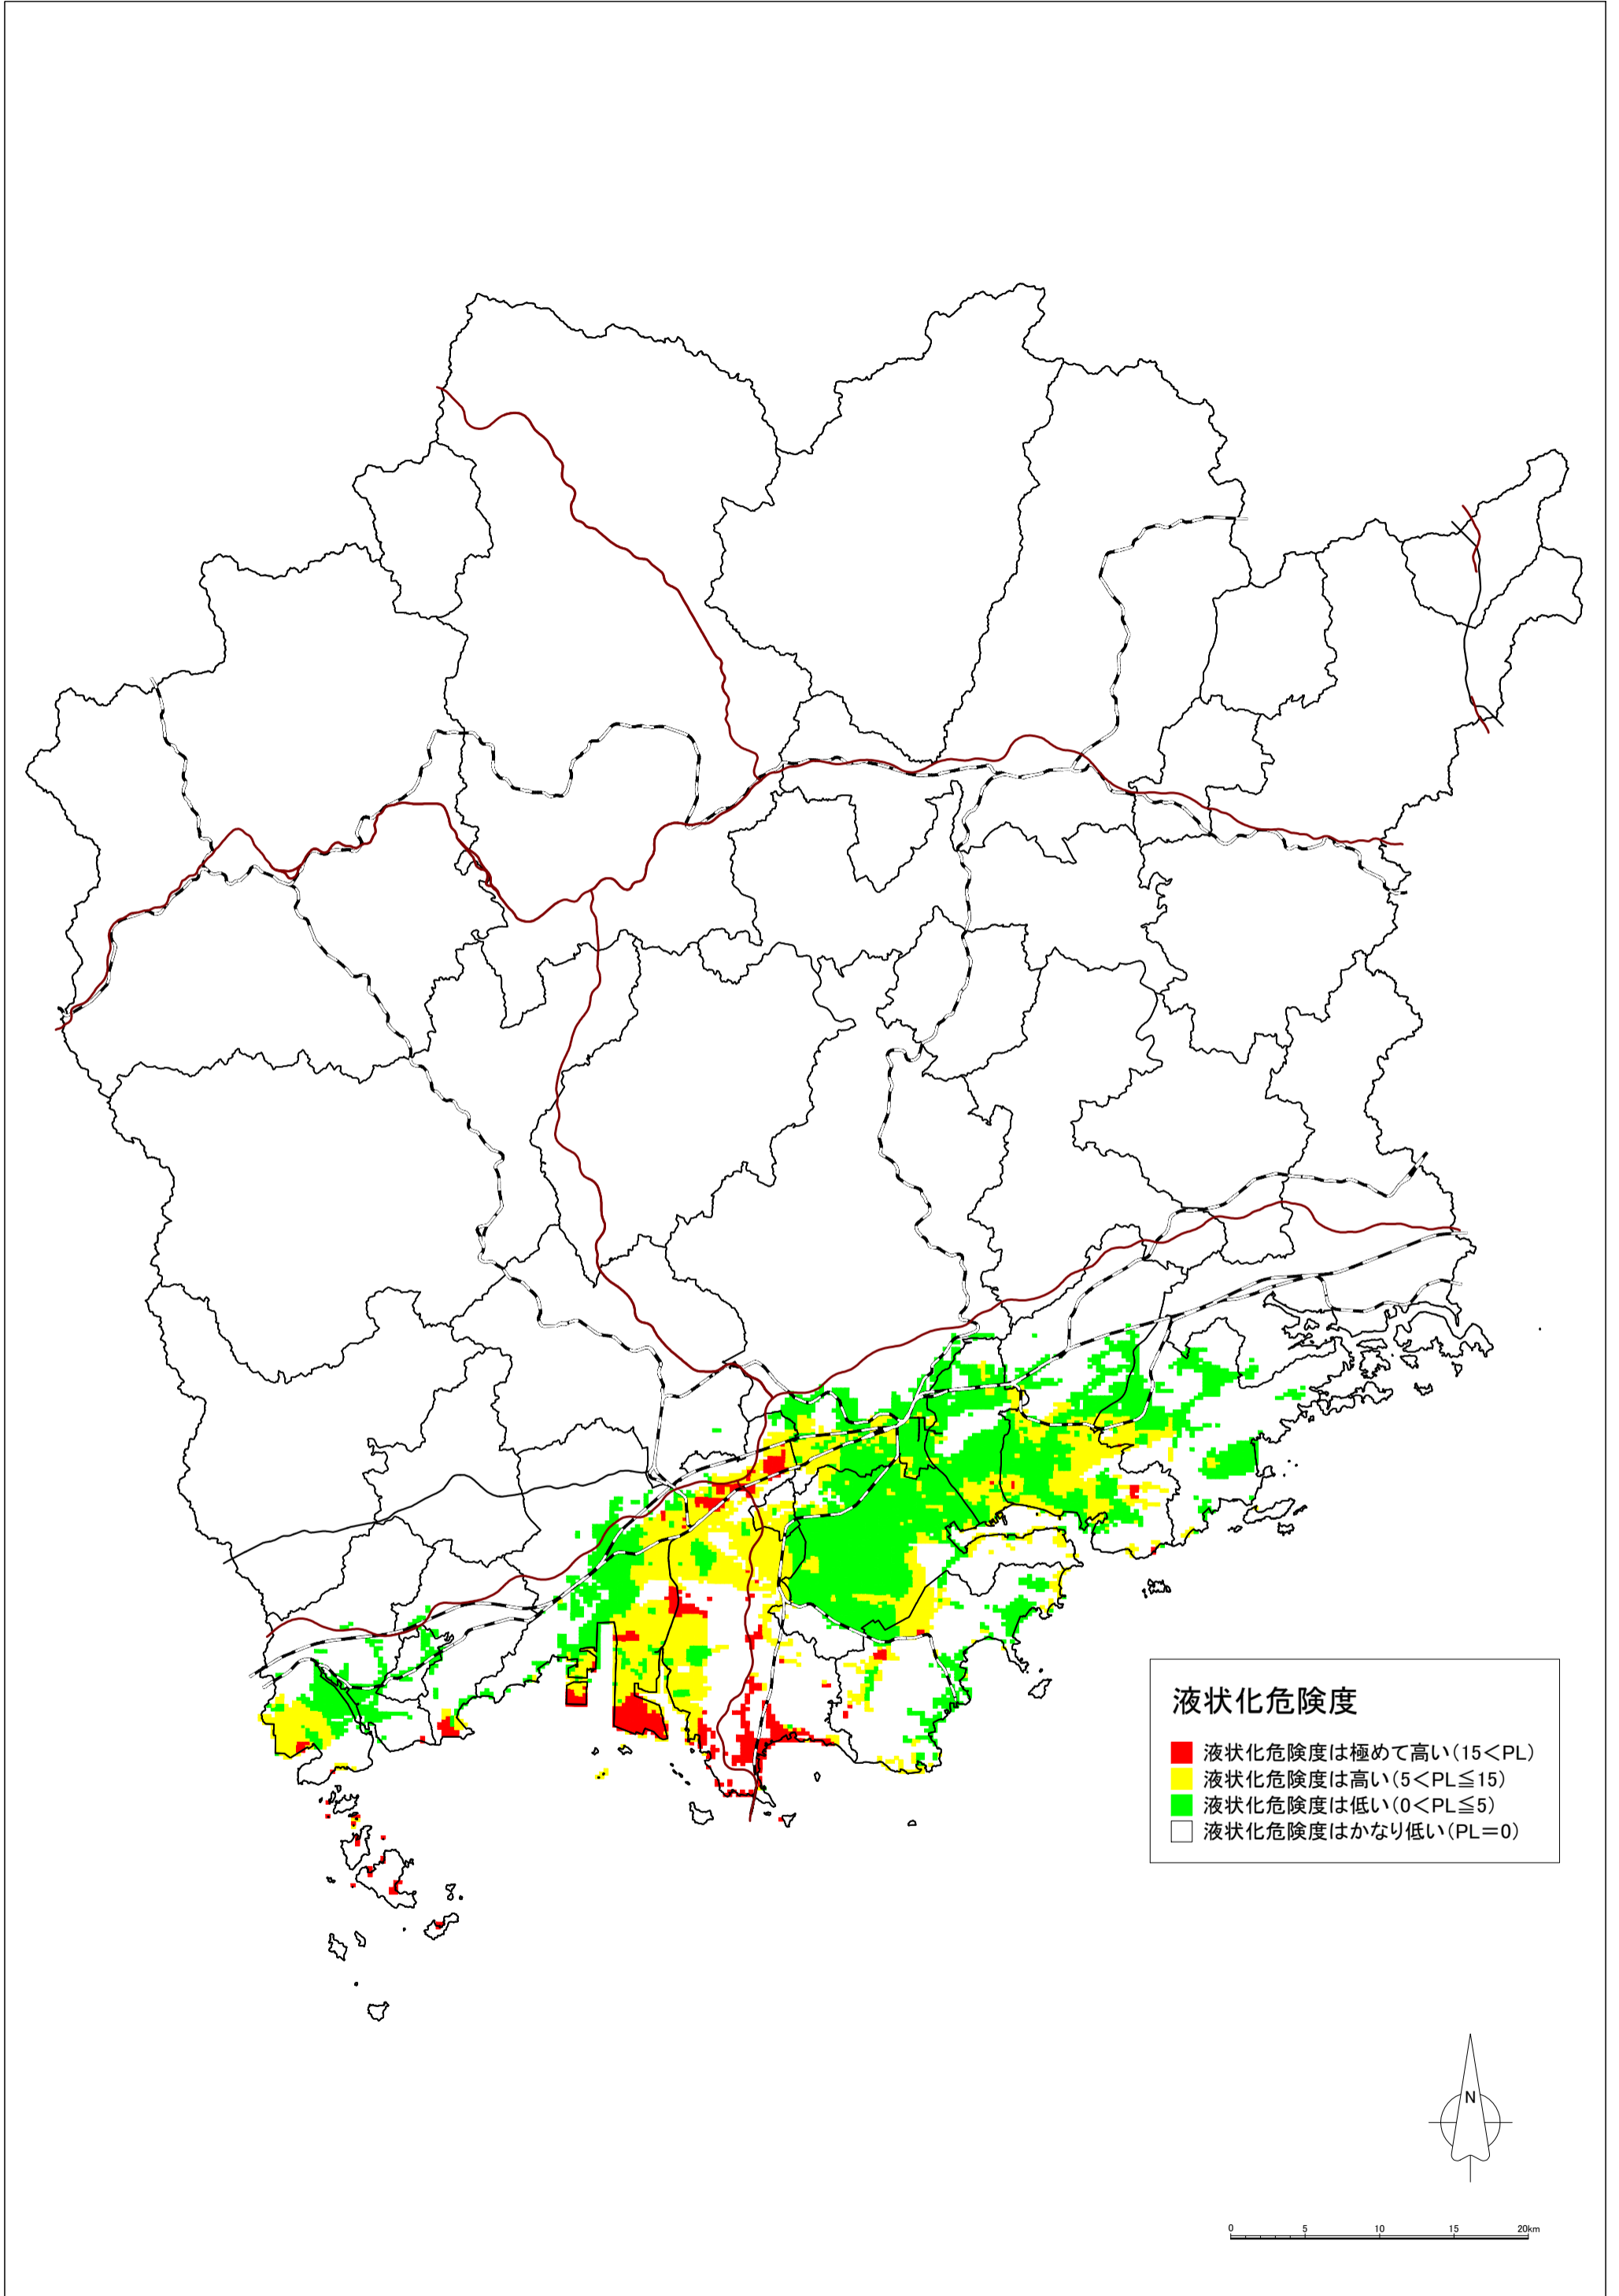 液状化危険度
液状化危険度は極めて高い(15<PL)
液状化危険度は高い(5<PL≦15)
液状化危険度は低い(0<PL≦5)
液状化危険度はかなり低い(PL=0)
N
0 5 10 15 20km